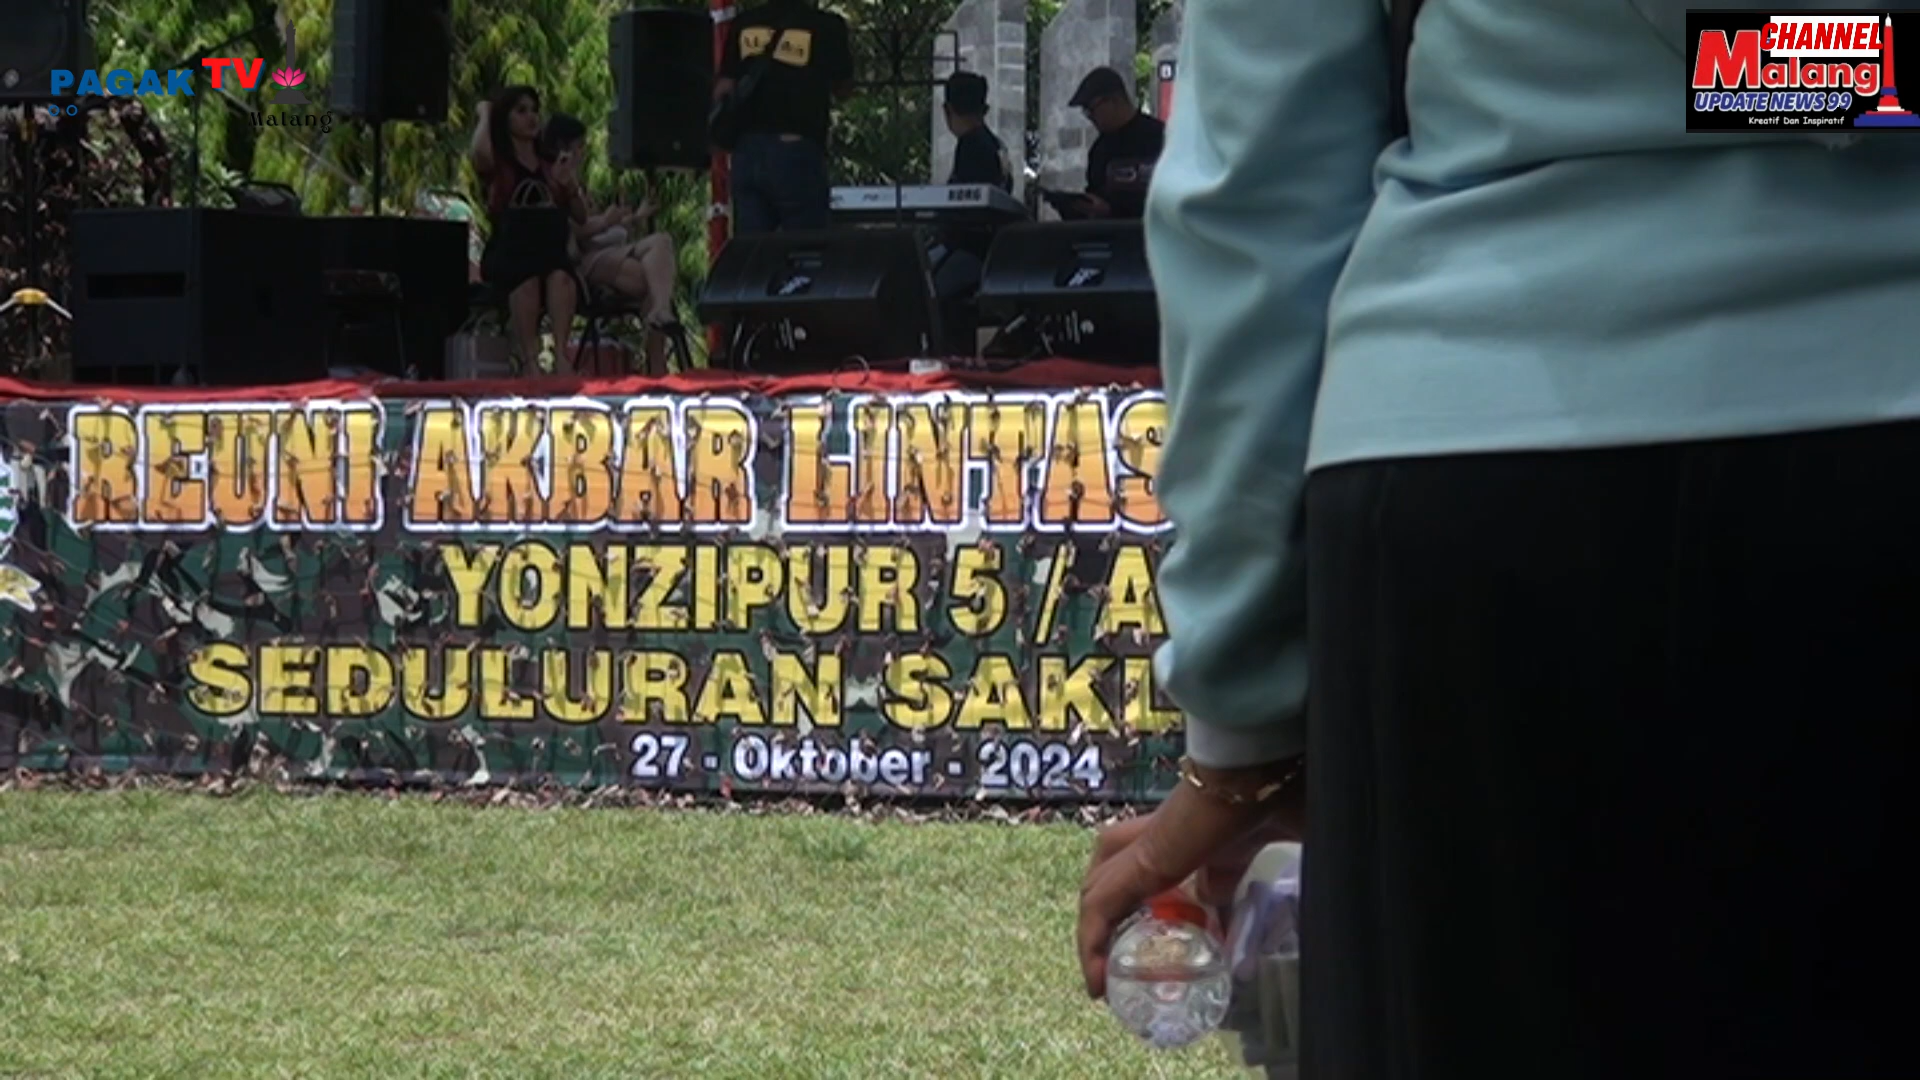 PAGAK TV
Malang
CHANNEL
Malang
UPDATE NEWS 99
Kreatif Dan Inspiratif
KORG
REUNI AKBAR LINTAS
YONZIPUR 5 / A
SEDULURAN SAKL
27 - Oktober - 2024